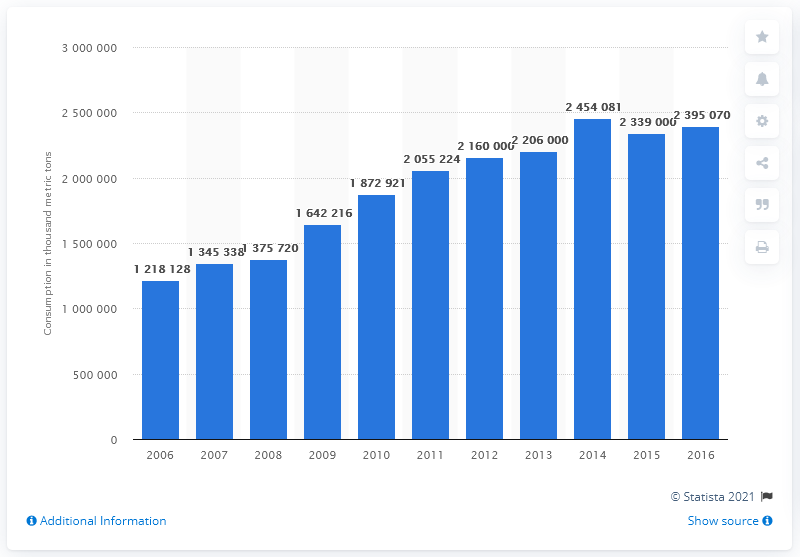 3 000 000
2 500 000
2 000 000
1 500 000
1 000 000
500 000
0
Consumption in thousand metric tons
1 218 128
1 345 338
1 375 720
1 642 216
1 872 921
2 055 224
2 160 000
2 206 000
2 454 081
2 339 000
2 395 070
2006 2007 2008 2009 2010 2011 2012 2013 2014 2015 2016
© Statista 2021
Additional Information
Show source